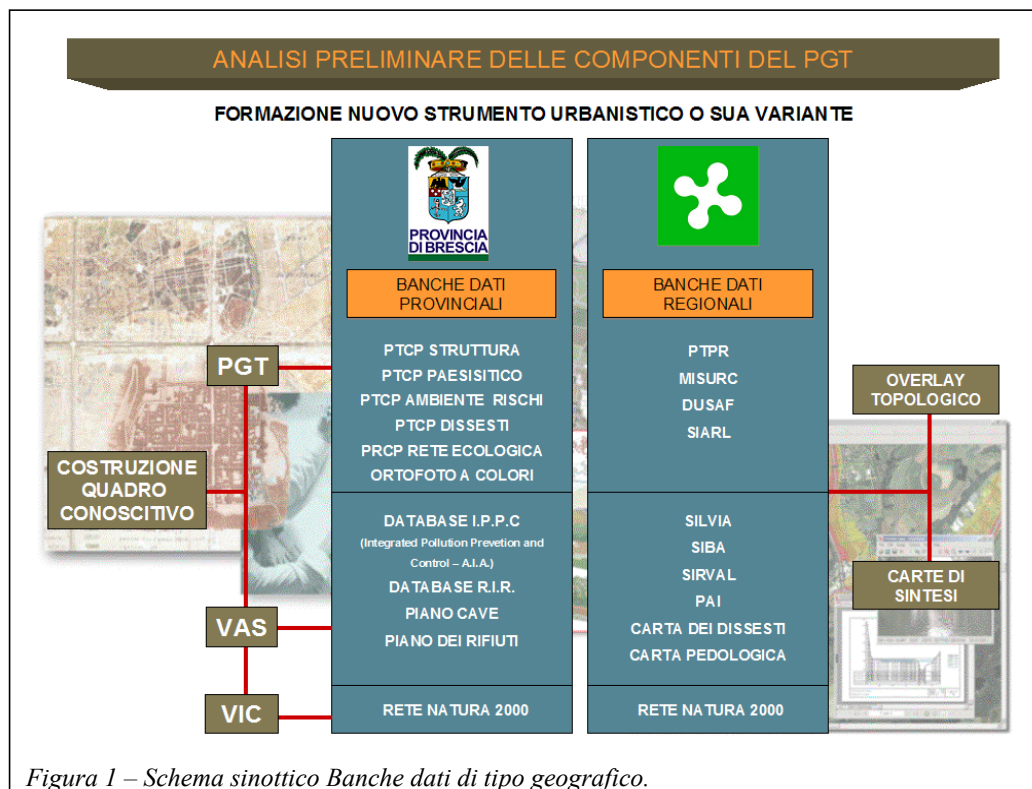 ANALISI PRELIMINARE DELLE COMPONENTI DEL PGT
FORMAZIONE NUOVO STRUMENTO URBANISTICO O SUA VARIANTE
PROVINCIA
DI BRESCIA
BANCHE DATI
PROVINCIALI
BANCHE DATI
REGIONALI
PGT
COSTRUZIONE
QUADRO
CONOSCITIVO
VAS
VIC
PTCP STRUTTURA
PTCP PAESISITICO
PTCP AMBIENTE RISCHI
PTCP DISSESTI
PRCP RETE ECOLOGICA
ORTOFOTO A COLORI
DATABASE I.P.P.C
(Integrated Pollution Prevetion and
Control – A.I.A.)
DATABASE R.I.R.
PIANO CAVE
PIANO DEI RIFIUTI
RETE NATURA 2000
PTPR
MISURC
DUSAF
SIARL
SILVIA
SIBA
SIRVAL
PAI
CARTA DEI DISSESTI
CARTA PEDOLOGICA
RETE NATURA 2000
OVERLAY
TOPOLOGICO
CARTE DI
SINTESI
Figura 1 – Schema sinottico Banche dati di tipo geografico.